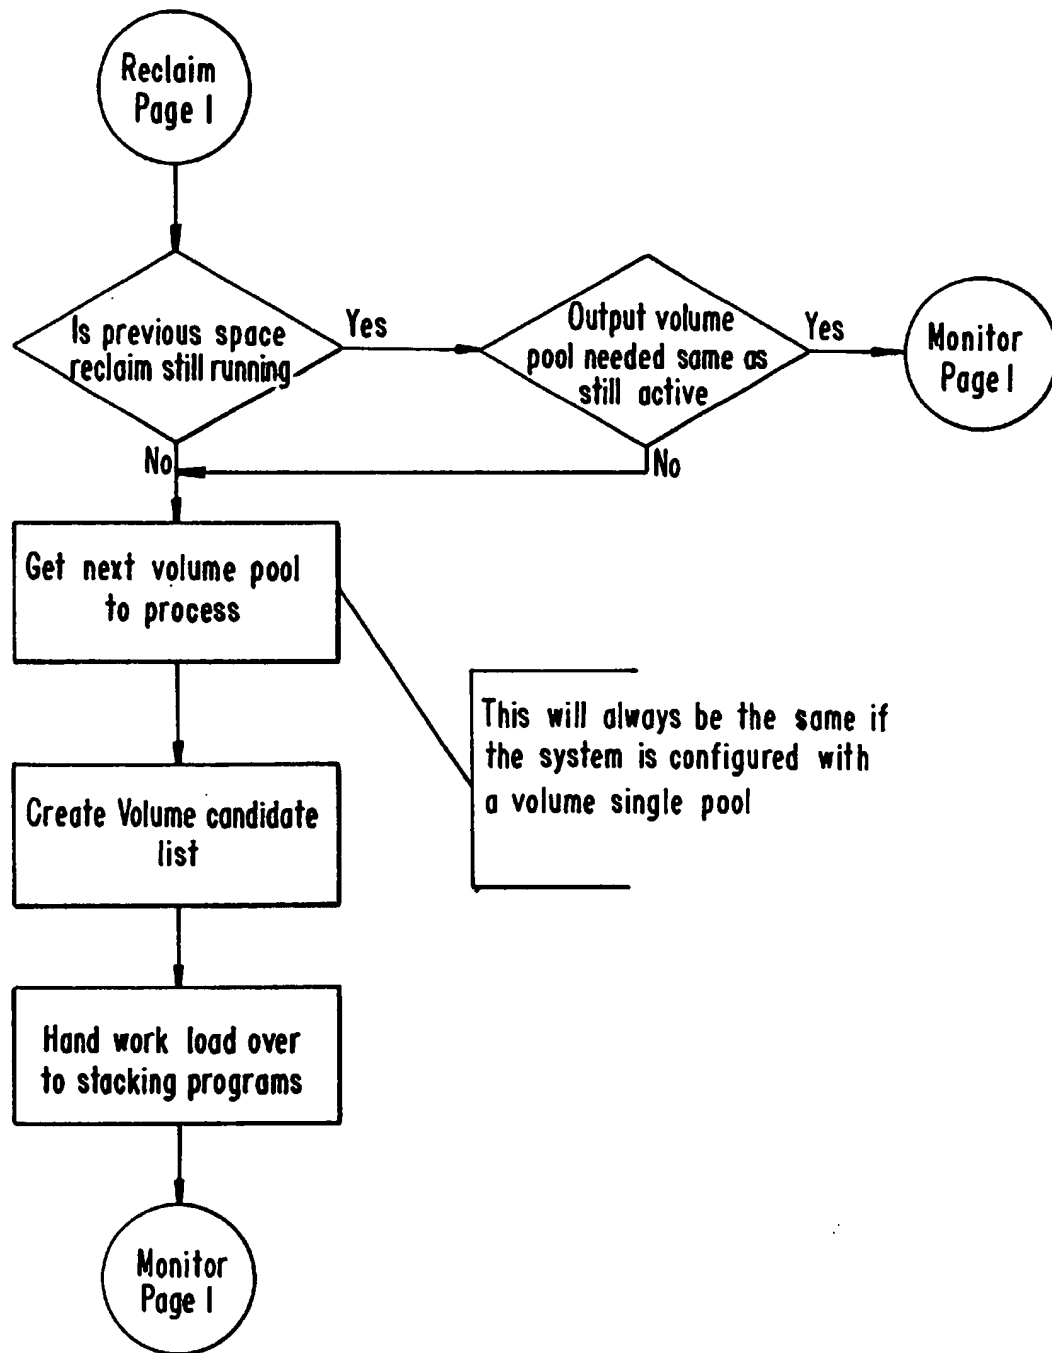 Reclaim
Page 1
Is previous space
reclaim still running
Yes
Output volume
pool needed same as
still active
Yes
Monitor
Page 1
No
No
Get next volume pool
to process
This will always be the same if
the system is configured with
a volume single pool
Create Volume candidate
list
Hand work load over
to stacking programs
Monitor
Page 1